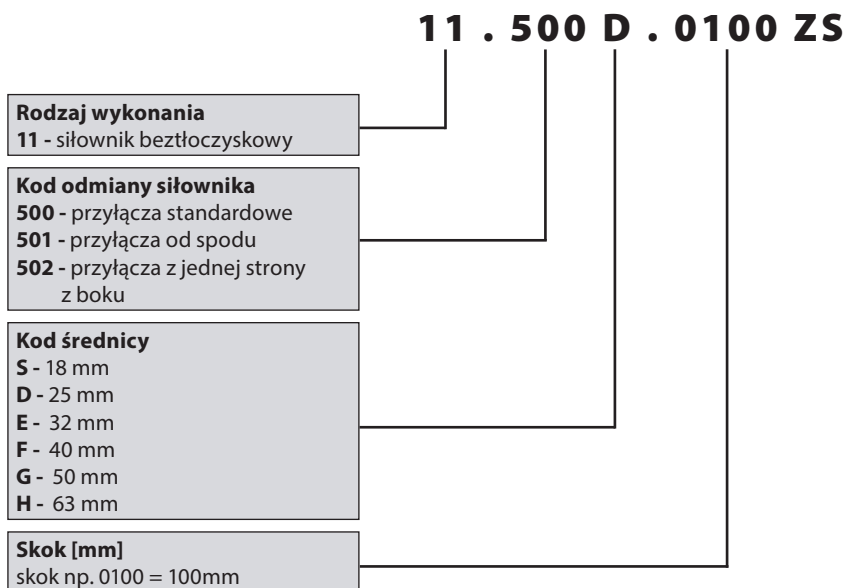 11 . 500 D . 0100 ZS
Rodzaj wykonania
11 - siłownik beztłoczyskowy
Kod odmiany siłownika
500 - przyłącza standardowe
501 - przyłącza od spodu
502 - przyłącza z jednej strony
z boku
Kod średnicy
S - 18 mm
D - 25 mm
E - 32 mm
F - 40 mm
G - 50 mm
H - 63 mm
Skok [mm]
skok np. 0100 = 100mm